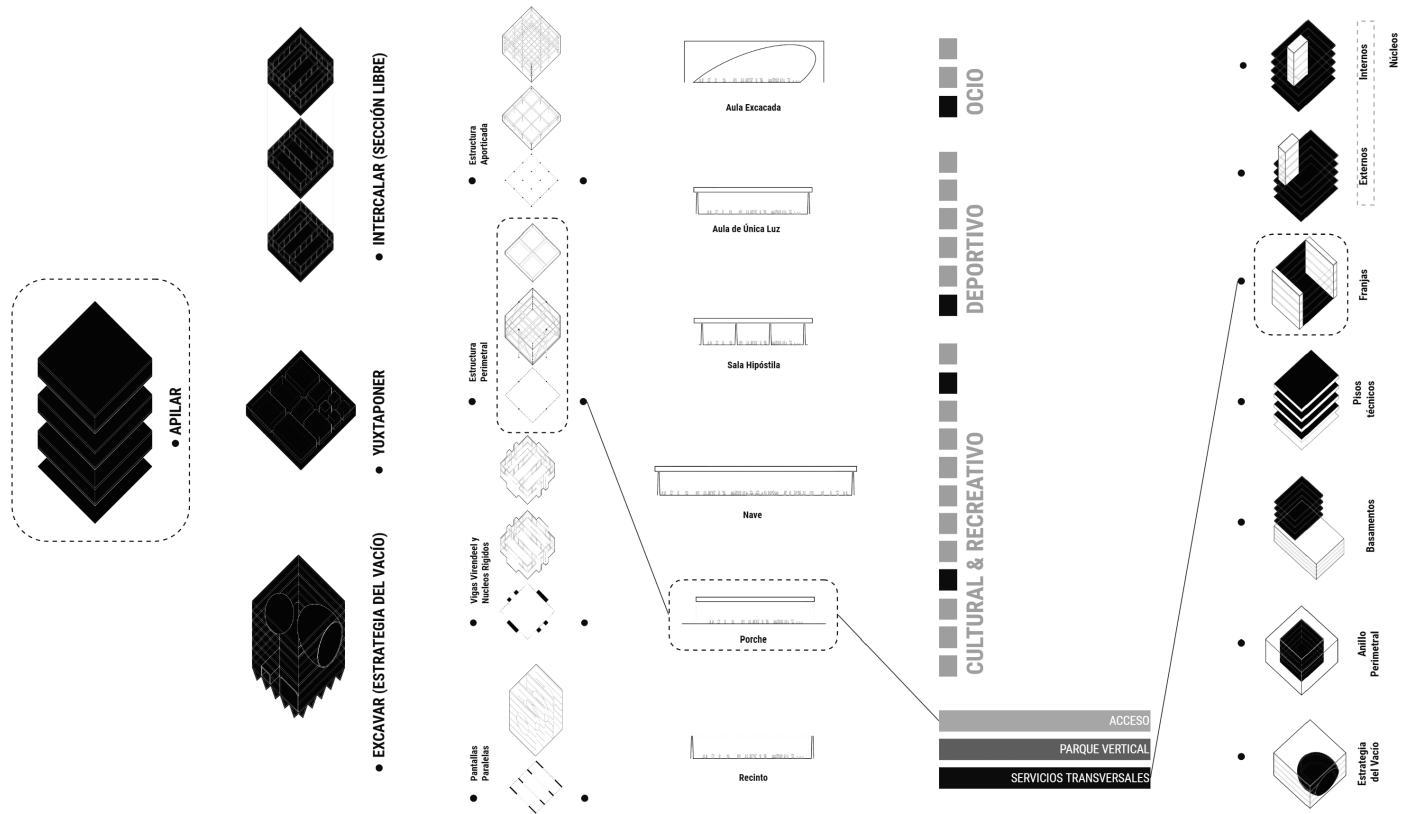 APILAR
INTERCALAR (SECCIÓN LIBRE)
YUXTAPONER
EXCAVAR (ESTRATEGIA DEL VACÍO)
Estructura
Aporticada
Estructura
Perimetral
Vigas Virendeel y
Núcleos Rígidos
Pantallas
Paralelas
Aula Excacada
Aula de Única Luz
Sala Hipóstila
Nave
Porche
Recinto
OCIO
DEPORTIVO
CULTURAL & RECREATIVO
ACCESO
PARQUE VERTICAL
SERVICIOS TRANSVERSALES
Núcleos
Internos
Externos
Franjas
Pisos
técnicos
Basamentos
Anillo
Perimetral
Estrategia
del Vacío